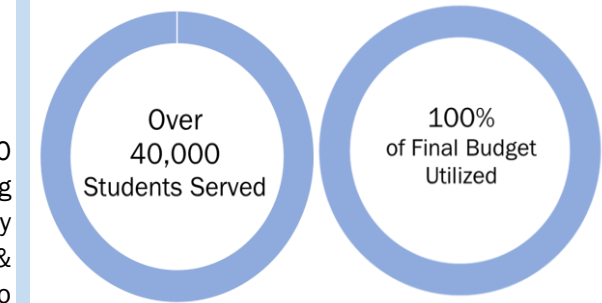 Over
40,000
Students Served
100%
of Final Budget
Utilized
&